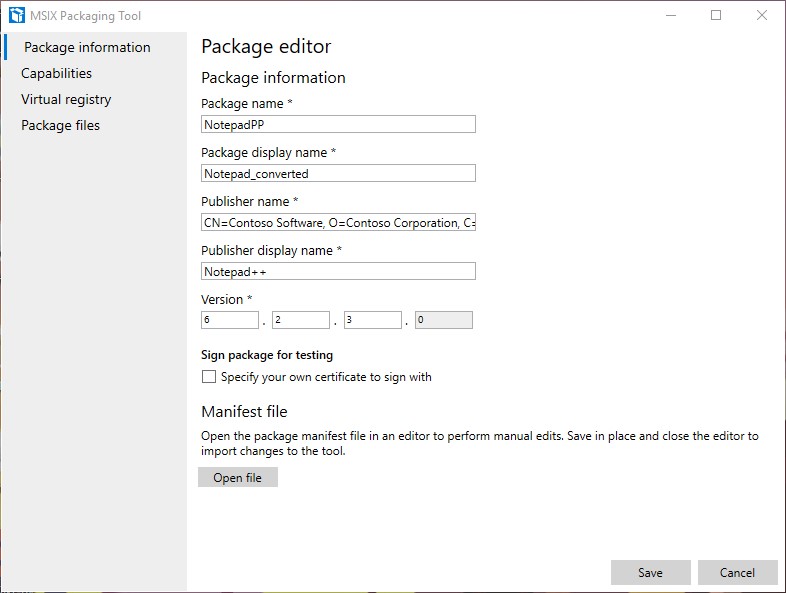 MSIX Packaging Tool
Package information
Capabilities
Virtual registry
Package files
Package editor
Package information
Package name *
NotepadPP
Package display name *
Notepad_converted
Publisher name *
CN=Contoso Software, O=Contoso Corporation, C=
Publisher display name *
Notepad++
Version *
6 . 2 . 3 . 0
Sign package for testing
Specify your own certificate to sign with
Manifest file
Open the package manifest file in an editor to perform manual edits. Save in place and close the editor to
import changes to the tool.
Open file
Save Cancel